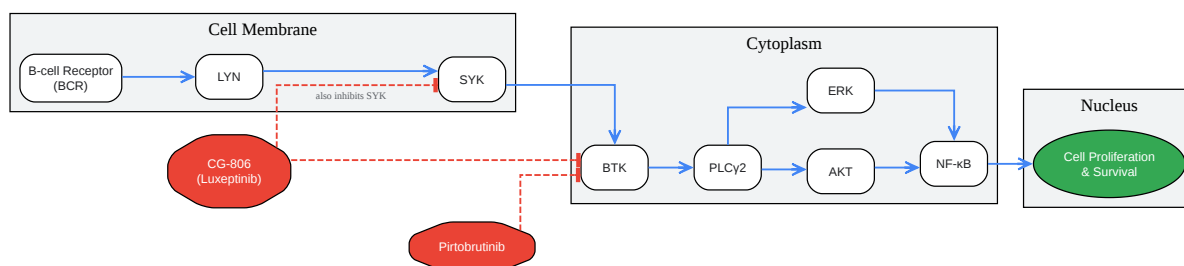 Cell Membrane
B-cell Receptor
(BCR)
LYN
SYK
also inhibits SYK
CG-806
(Luxeptinib)
Pirtobrutinib
Cytoplasm
BTK
PLCγ2
ERK
AKT
NF-κB
Nucleus
Cell Proliferation
& Survival